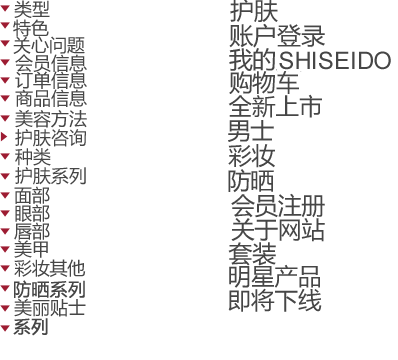 类型
特色
关心问题
会员信息
订单信息
商品信息
美容方法
护肤咨询
种类
护肤系列
面部
眼部
唇部
美甲
彩妆其他
防晒系列
美丽贴士
系列
护肤
账户登录
我的SHISEIDO
购物车
全新上市
男士
彩妆
防晒
会员注册
关于网站
套装
明星产品
即将下线